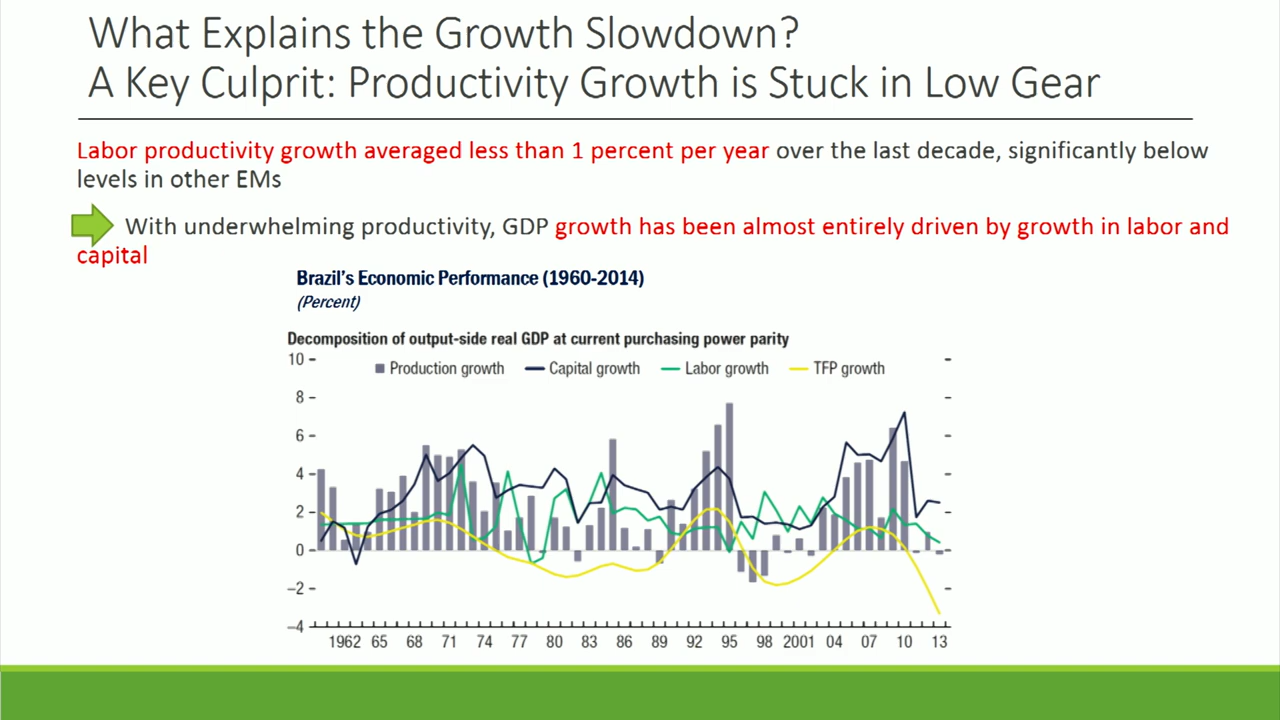 What Explains the Growth Slowdown?
A Key Culprit: Productivity Growth is Stuck in Low Gear
Labor productivity growth averaged less than 1 percent per year over the last decade, significantly below
levels in other EMs
With underwhelming productivity, GDP growth has been almost entirely driven by growth in labor and
capital
Brazil's Economic Performance (1960-2014)
(Percent)
Decomposition of output-side real GDP at current purchasing power parity
10
Production growth Capital growth Labor growth TFP growth
8
6
4
2
0
–2
–4
1962 65 68 71 74 77 80 83 86 89 92 95 98 2001 04 07 10 13